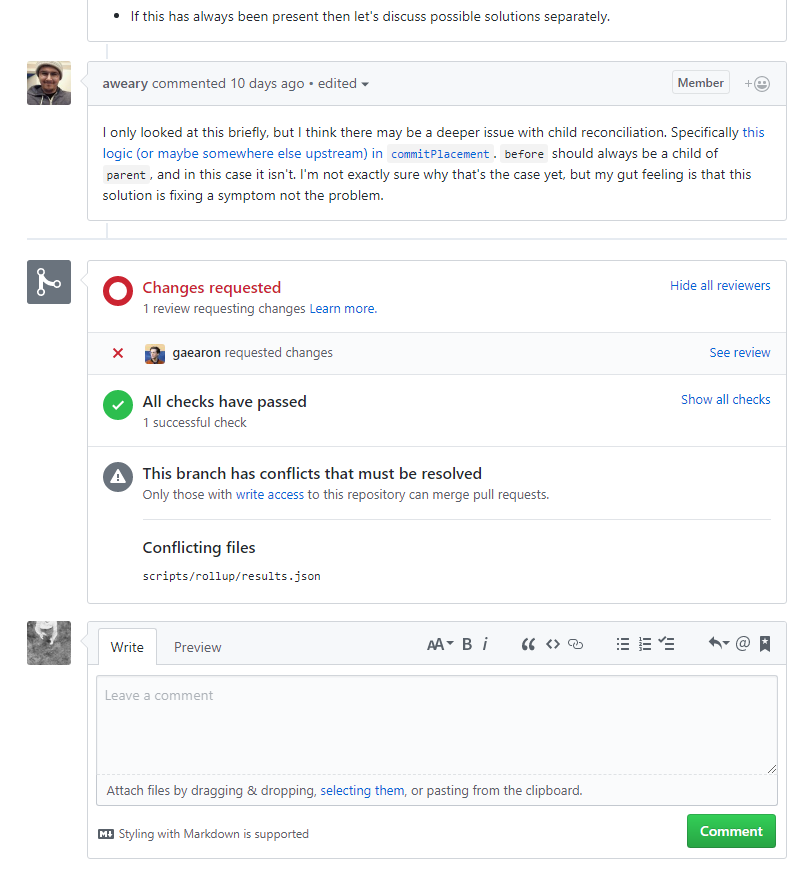 If this has always been present then let's discuss possible solutions separately.
aweary commented 10 days ago • edited
Member
I only looked at this briefly, but I think there may be a deeper issue with child reconciliation. Specifically this
logic (or maybe somewhere else upstream) in commitPlacement. before should always be a child of
parent, and in this case it isn't. I'm not exactly sure why that's the case yet, but my gut feeling is that this
solution is fixing a symptom not the problem.
Changes requested
Hide all reviewers
1 review requesting changes Learn more.
gaearon requested changes
See review
All checks have passed
Show all checks
1 successful check
This branch has conflicts that must be resolved
Only those with write access to this repository can merge pull requests.
Conflicting files
scripts/rollup/results.json
Write
Preview
AA B i
Leave a comment
Attach files by dragging & dropping, selecting them, or pasting from the clipboard.
Styling with Markdown is supported
Comment